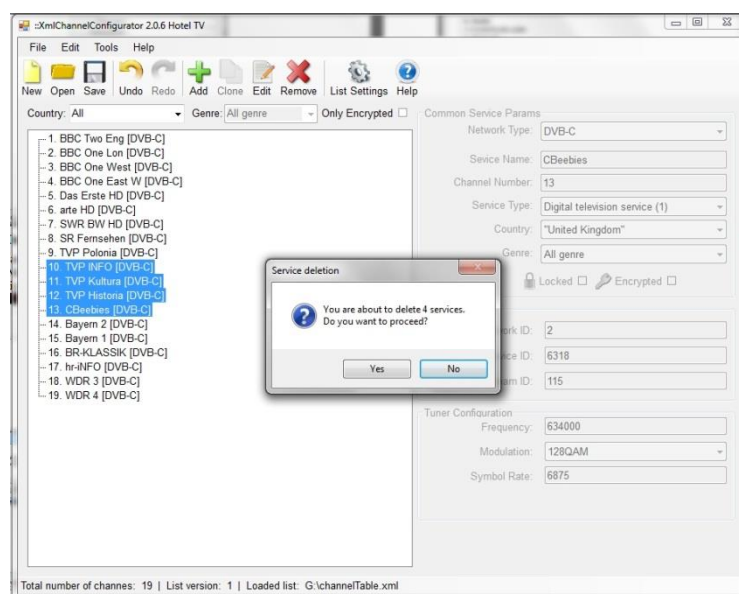 ::XmlChannelConfigurator 2.0.6 Hotel TV
File Edit Tools Help
New Open Save Undo Redo Add Clone Edit Remove List Settings Help
Country: All Genre: All genre Only Encrypted
1. BBC Two Eng [DVB-C]
2. BBC One Lon [DVB-C]
3. BBC One West [DVB-C]
4. BBC One East W [DVB-C]
5. Das Erste HD [DVB-C]
6. arte HD [DVB-C]
7. SWR BW HD [DVB-C]
8. SR Fernsehen [DVB-C]
9. TVP Polonia [DVB-C]
10. TVP INFO [DVB-C]
11. TVP Kultura [DVB-C]
12. TVP Historia [DVB-C]
13. CBeebies [DVB-C]
14. Bayern 2 [DVB-C]
15. Bayern 1 [DVB-C]
16. BR-KLASSIK [DVB-C]
17. hr-iNFO [DVB-C]
18. WDR 3 [DVB-C]
19. WDR 4 [DVB-C]
Service deletion
You are about to delete 4 services.
Do you want to proceed?
Yes No
Common Service Params
Network Type: DVB-C
Sevice Name: CBeebies
Channel Number: 13
Service Type: Digital television service (1)
Country: "United Kingdom"
Genre: All genre
Locked Encrypted
ID: 2
ID: 6318
ID: 115
Tuner Configuration
Frequency: 634000
Modulation: 128QAM
Symbol Rate: 6875
Total number of channes: 19 | List version: 1 | Loaded list: G:\channelTable.xml